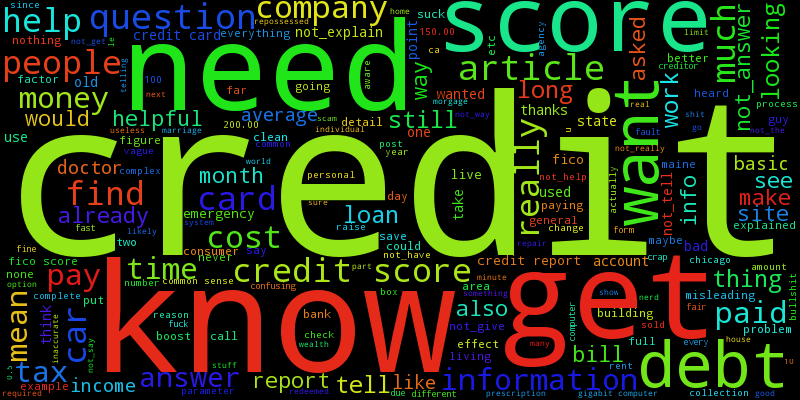 since
help
question
company
home
repossessed
suck
150.00
score
limit
nothing
not_get
le
credit card
everything
not_explain
point
ca
etc
agency
creditor
better
much
looking
people
telling
need
way
article
asked
not_answer
factor
old
100
next
far
going
aware
wanted
long
work
heard
process
money
average
200.00
scam
detail
morgage
not_way
thanks
want
real
shit
guy
would
helpful
useless
marriage
clean
individual
still
one
really
u
state
fault
go
not_the
use
figure
vague
common
post
year
not_really
credit
doctor
complex
world
personal
live
fico
not_help
actually
maine
basic
find
month
card
sure
day
take
used
paying
not_tell
info
see
make
already
emergency
loan
general
change
form
site
fast
likely
system
raise
save
could
repair
maybe
bad
explained
fine
two
cost
consumer
say
not_have
crap
chicago
fico score
never
credit report
account
none
option
pay
time
number
common sense
credit score
part
area
minute
thing
amount
misleading
bullshit
complete
put
confusing
box
something
show
nerd
fair
mean
think
inaccurate
car
reason
fuck
know
bank
also
get
building
computer
sold
paid
problem
boost
call
check
wealth
not_give
effect
many
full
every
house
u.s
tax
not_say
stuff
living
bill
rent
debt
1u
example
income
answer
parameter
report
redeemed
tell
like
due
different
information
prescription
gigabit computer
collection
good
required